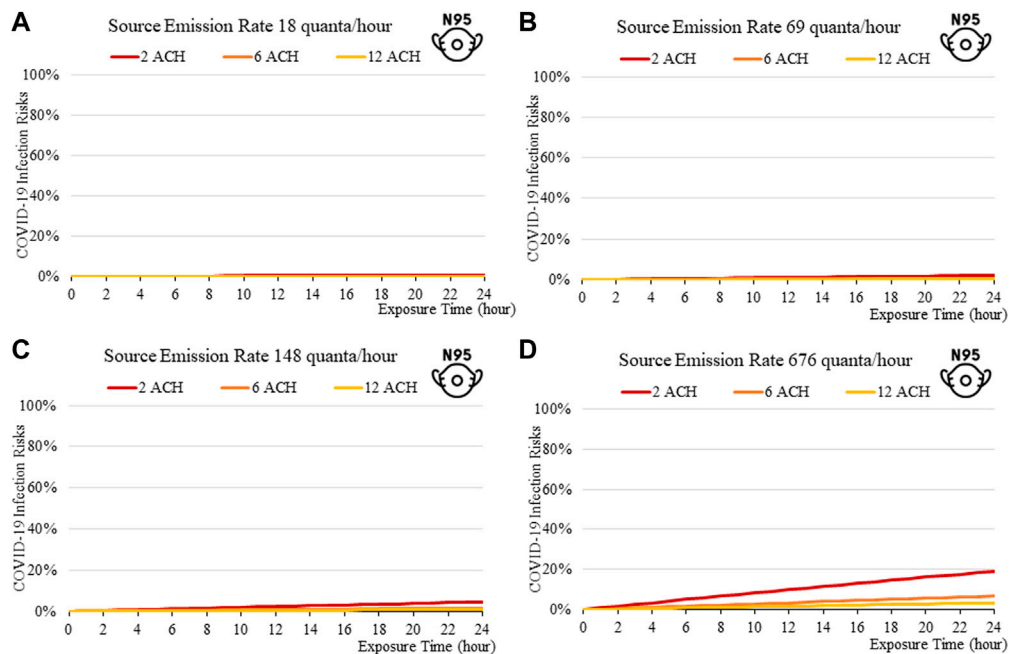 A
Source Emission Rate 18 quanta/hour
N95
2 ACH 6 ACH 12 ACH
COVID-19 Infection Risks
100%
80%
60%
40%
20%
0%
0 2 4 6 8 10 12 14 16 18 20 22 24
Exposure Time (hour)
B
Source Emission Rate 69 quanta/hour
N95
2 ACH 6 ACH 12 ACH
COVID-19 Infection Risks
100%
80%
60%
40%
20%
0%
0 2 4 6 8 10 12 14 16 18 20 22 24
Exposure Time (hour)
C
Source Emission Rate 148 quanta/hour
N95
2 ACH 6 ACH 12 ACH
COVID-19 Infection Risks
100%
80%
60%
40%
20%
0%
0 2 4 6 8 10 12 14 16 18 20 22 24
Exposure Time (hour)
D
Source Emission Rate 676 quanta/hour
N95
2 ACH 6 ACH 12 ACH
COVID-19 Infection Risks
100%
80%
60%
40%
20%
0%
0 2 4 6 8 10 12 14 16 18 20 22 24
Exposure Time (hour)